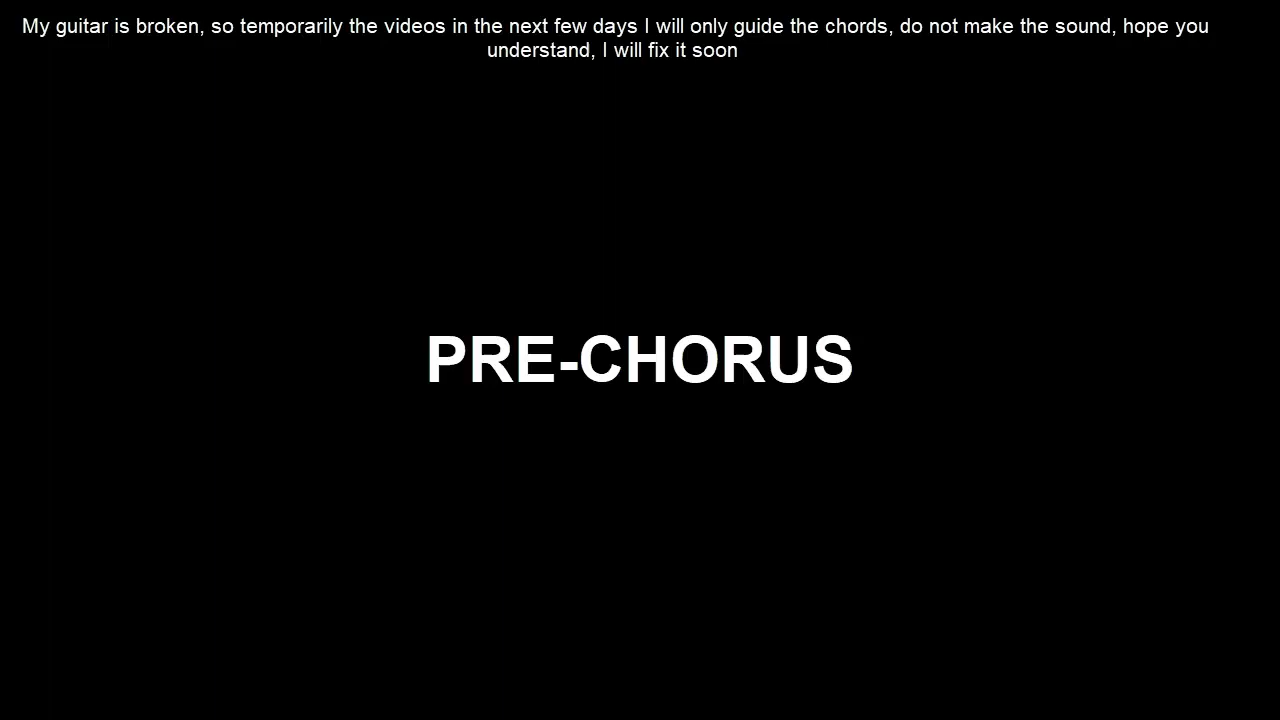 My guitar is broken, so temporarily the videos in the next few days I will only guide the chords, do not make the sound, hope you
understand, I will fix it soon
PRE-CHORUS